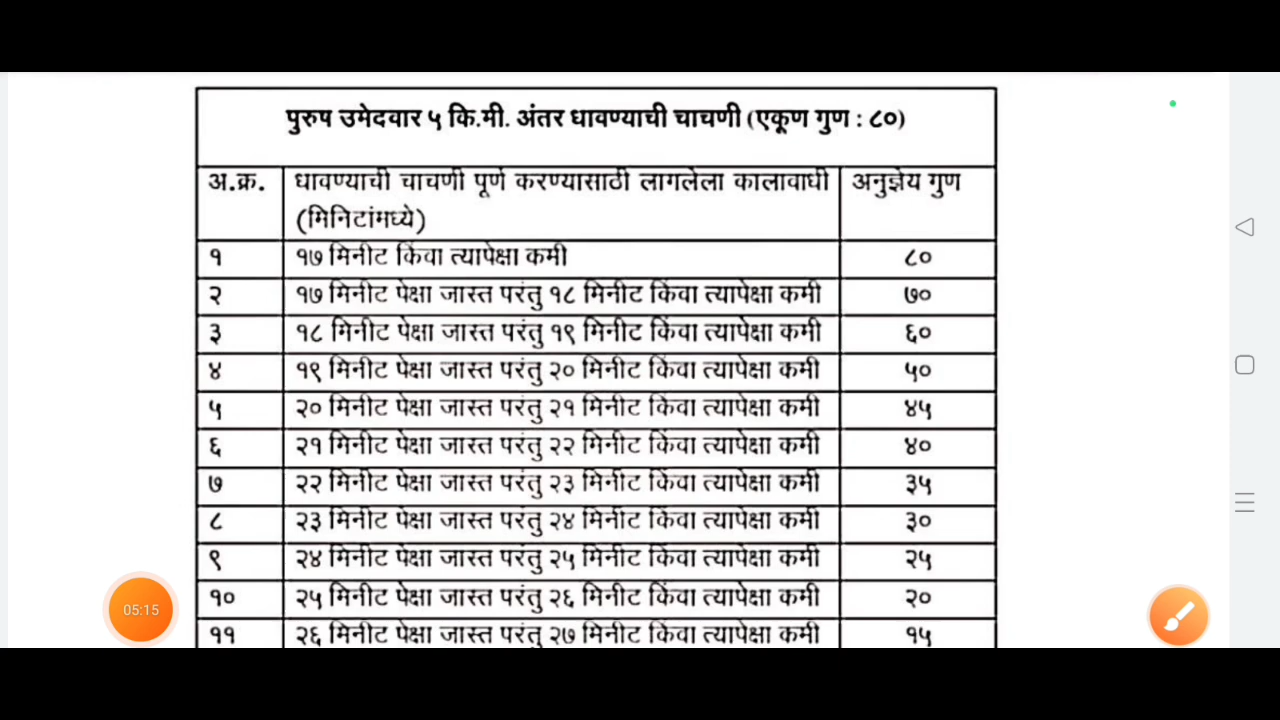 पुरुष उमेदवार ५ कि.मी. अंतर धावण्याची चाचणी (एकूण गुण : ८०)
अ.क्र. धावण्याची चाचणी पूर्ण करण्यासाठी लागलेला कालावाधी अनुज्ञेय गुण
(मिनिटांमध्ये)
१ १७ मिनीट किंवा त्यापेक्षा कमी ८०
२ १७ मिनीट पेक्षा जास्त परंतु १८ मिनीट किंवा त्यापेक्षा कमी ७०
३ १८ मिनीट पेक्षा जास्त परंतु १९ मिनीट किंवा त्यापेक्षा कमी ६०
४ १९ मिनीट पेक्षा जास्त परंतु २० मिनीट किंवा त्यापेक्षा कमी ५०
५ २० मिनीट पेक्षा जास्त परंतु २१ मिनीट किंवा त्यापेक्षा कमी ४५
६ २१ मिनीट पेक्षा जास्त परंतु २२ मिनीट किंवा त्यापेक्षा कमी ४०
७ २२ मिनीट पेक्षा जास्त परंतु २३ मिनीट किंवा त्यापेक्षा कमी ३५
८ २३ मिनीट पेक्षा जास्त परंतु २४ मिनीट किंवा त्यापेक्षा कमी ३०
९ २४ मिनीट पेक्षा जास्त परंतु २५ मिनीट किंवा त्यापेक्षा कमी २५
१० २५ मिनीट पेक्षा जास्त परंतु २६ मिनीट किंवा त्यापेक्षा कमी २०
११ २६ मिनीट पेक्षा जास्त परंतु २७ मिनीट किंवा त्यापेक्षा कमी १५
05:15